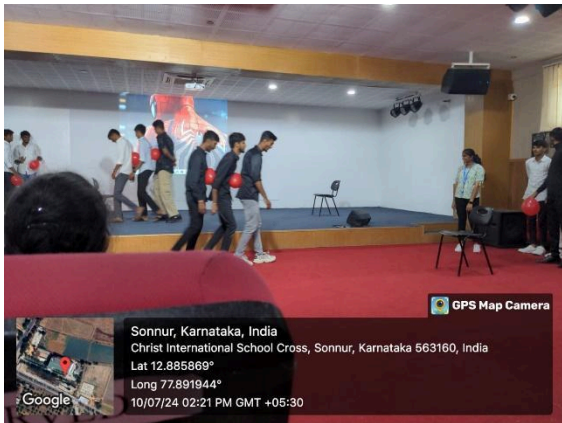 GPS Map Camera
Sonnur, Karnataka, India
Christ International School Cross, Sonnur, Karnataka 563160, India
Lat 12.885869°
Long 77.891944°
10/07/24 02:21 PM GMT +05:30
Google